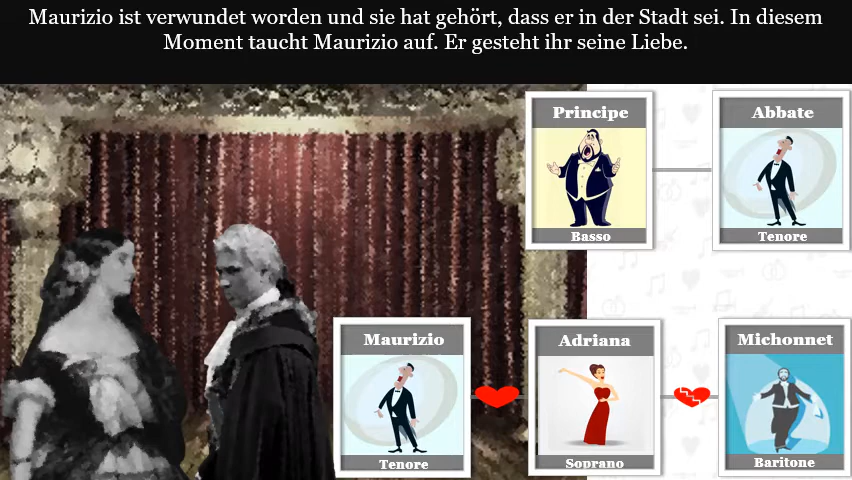 Maurizio ist verwundet worden und sie hat gehört, dass er in der Stadt sei. In diesem
Moment taucht Maurizio auf. Er gesteht ihr seine Liebe.
Principe
Basso
Abbate
Tenore
Maurizio
Tenore
Adriana
Soprano
Michonnet
Baritone